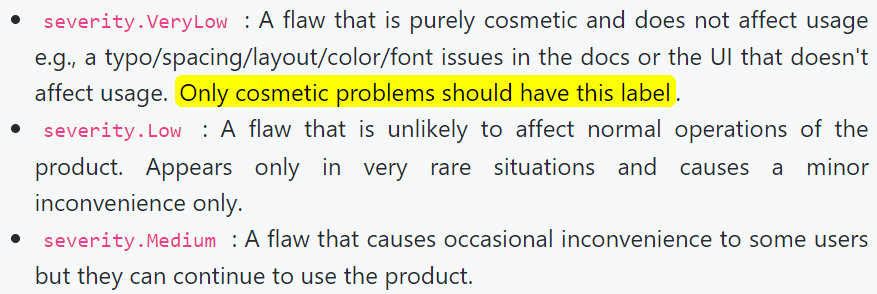 • severity.VeryLow : A flaw that is purely cosmetic and does not affect usage
e.g., a typo/spacing/layout/color/font issues in the docs or the UI that doesn't
affect usage. Only cosmetic problems should have this label.
• severity.Low : A flaw that is unlikely to affect normal operations of the
product. Appears only in very rare situations and causes a minor
inconvenience only.
• severity.Medium : A flaw that causes occasional inconvenience to some users
but they can continue to use the product.